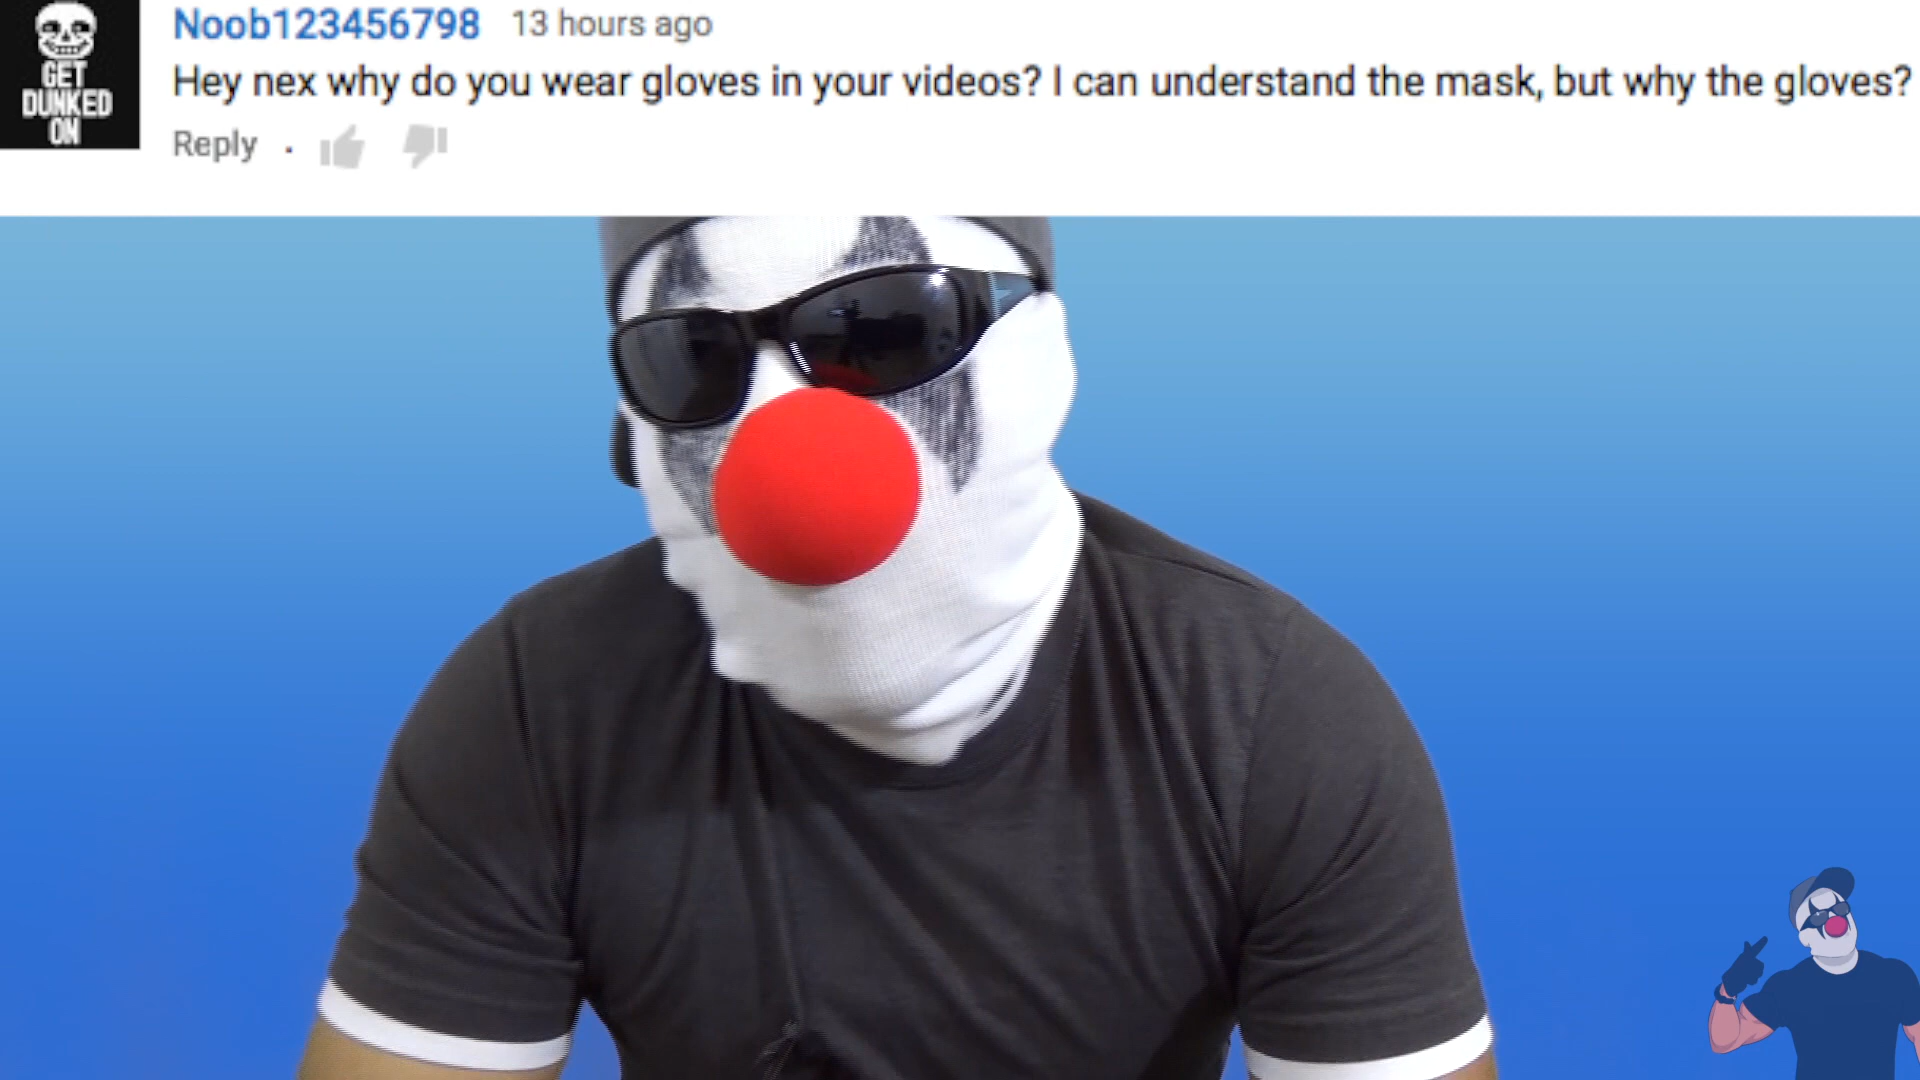 GET
DUNKED
ON
Noob123456798 13 hours ago
Hey nex why do you wear gloves in your videos? I can understand the mask, but why the gloves?
Reply